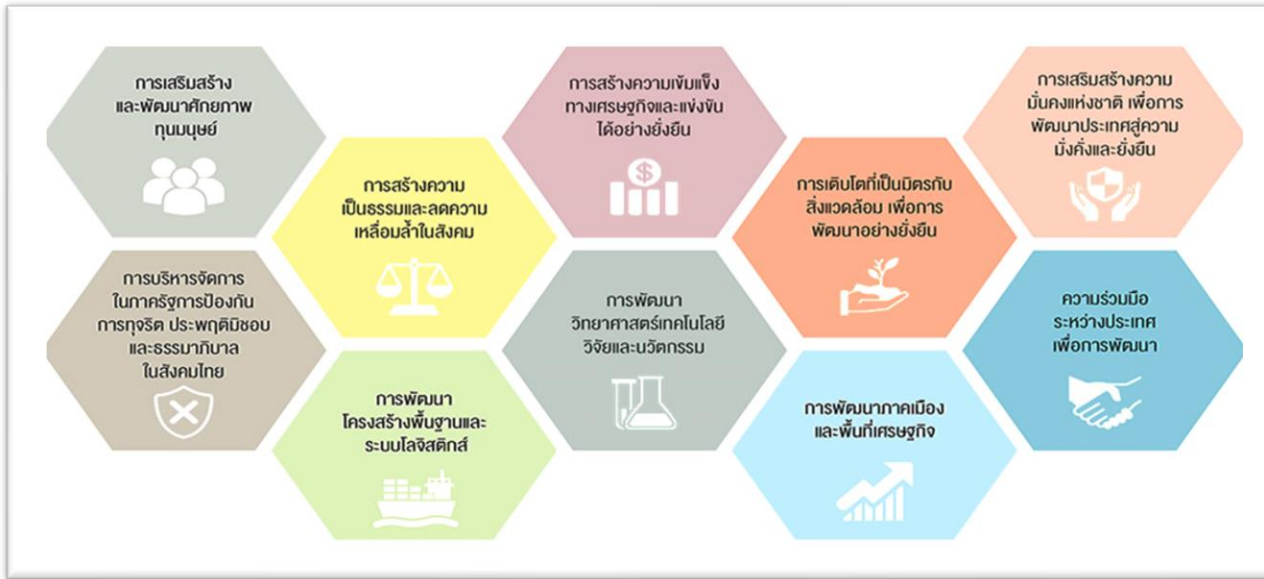 การเสริมสร้าง
และพัฒนาศักยภาพ
ทุนมนุษย์
การสร้างความ
เป็นธรรมและลดความ
เหลื่อมล้ำในสังคม
การสร้างความเข้มแข็ง
ทางเศรษฐกิจและแข่งขัน
ได้อย่างยั่งยืน
การเติบโตที่เป็นมิตรกับ
สิ่งแวดล้อม เพื่อการ
พัฒนาอย่างยั่งยืน
การเสริมสร้างความ
มั่นคงแห่งชาติ เพื่อการ
พัฒนาประเทศสู่ความ
มั่งคั่งและยั่งยืน
การบริหารจัดการ
ในภาครัฐการป้องกัน
การทุจริต ประพฤติมิชอบ
และธรรมาภิบาล
ในสังคมไทย
การพัฒนา
โครงสร้างพื้นฐานและ
ระบบโลจิสติกส์
การพัฒนา
วิทยาศาสตร์เทคโนโลยี
วิจัยและนวัตกรรม
การพัฒนาภาคเมือง
และพื้นที่เศรษฐกิจ
ความร่วมมือ
ระหว่างประเทศ
เพื่อการพัฒนา